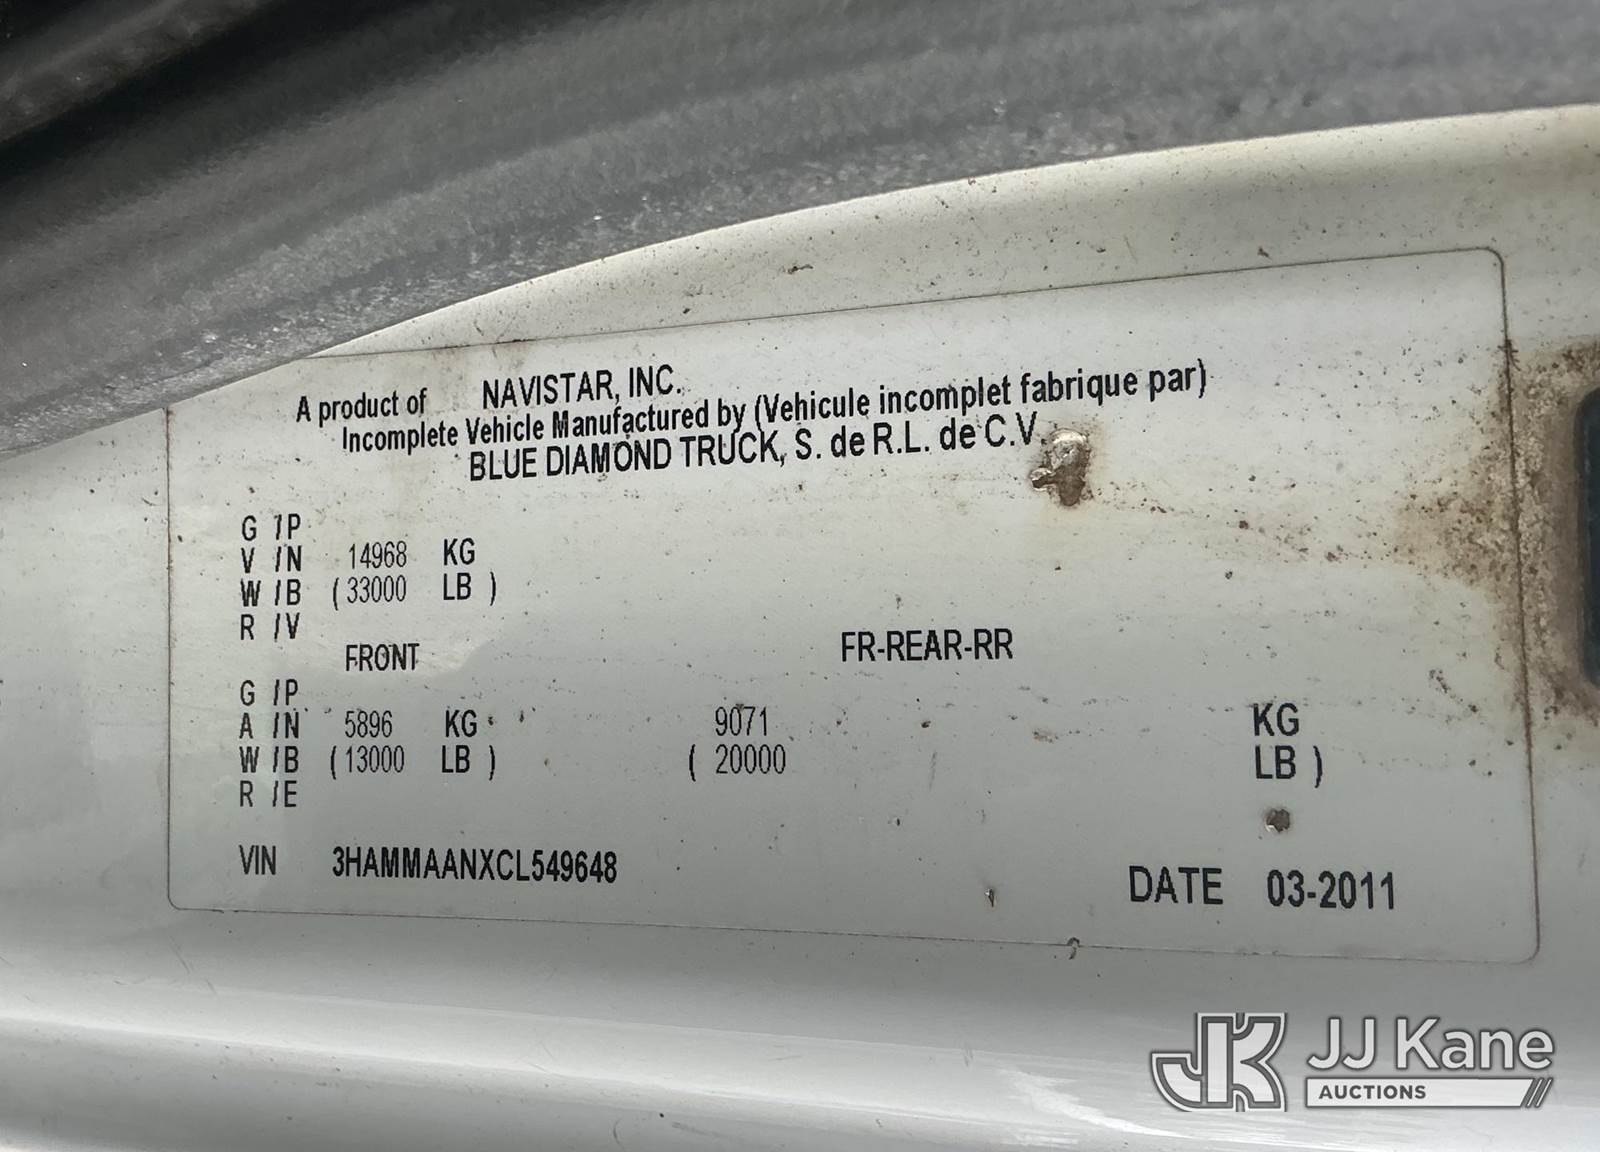 A product of NAVISTAR, INC.
Incomplete Vehicle Manufactured by (Vehicule incomplet fabrique par)
BLUE DIAMOND TRUCK, S. de R.L. de C.V.
G / P
V / N 14968 KG
W / B ( 33000 LB )
R / V
FRONT FR-REAR-RR
G / P
A / N 5896 KG 9071 KG
W / B ( 13000 LB ) ( 20000 LB )
R / E
VIN 3HAMMAANXCL549648 DATE 03-2011
JK JJ Kane
AUCTIONS